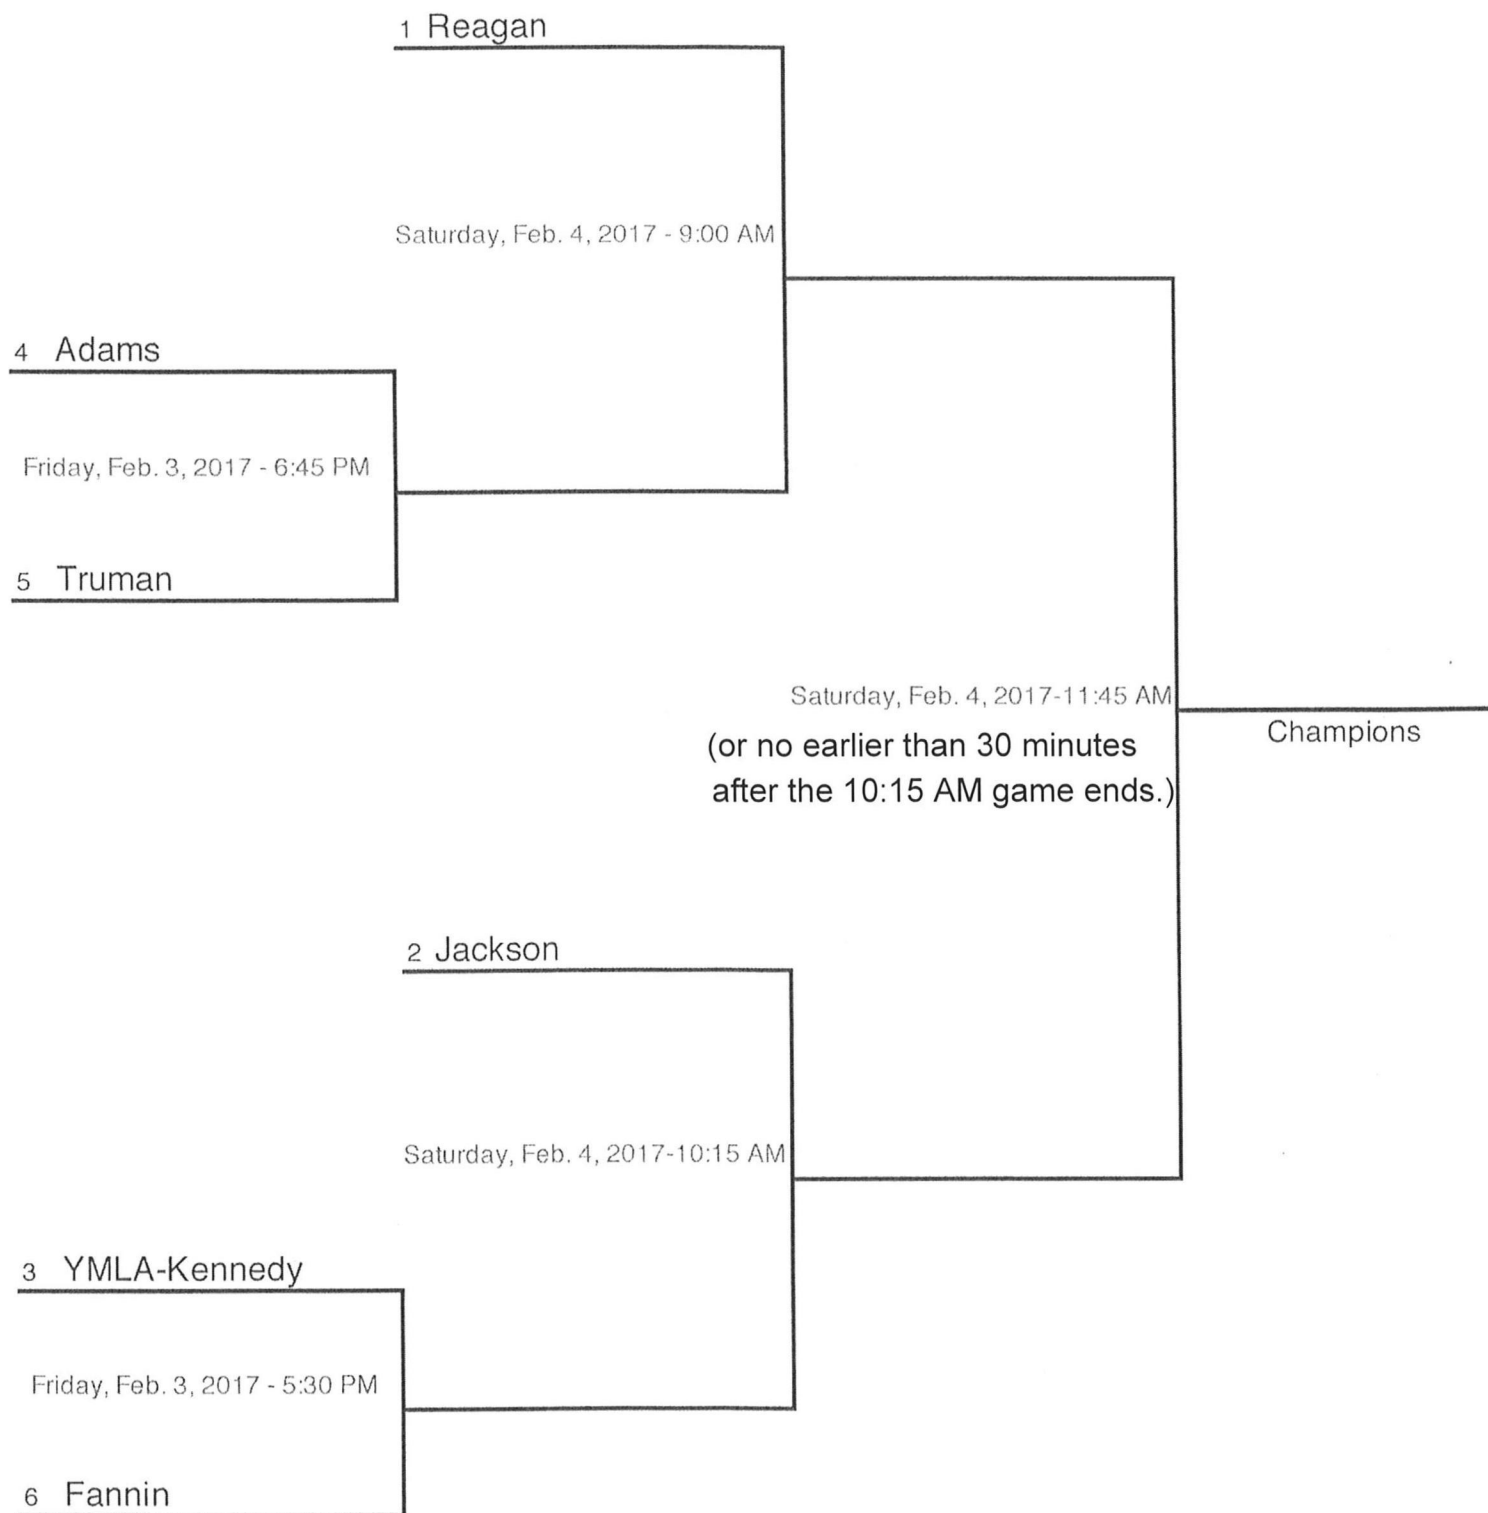 1 Reagan
Saturday, Feb. 4, 2017 - 9:00 AM
4 Adams
Friday, Feb. 3, 2017 - 6:45 PM
5 Truman
Saturday, Feb. 4, 2017-11:45 AM
Champions
(or no earlier than 30 minutes
after the 10:15 AM game ends.)
2 Jackson
Saturday, Feb. 4, 2017-10:15 AM
3 YMLA-Kennedy
Friday, Feb. 3, 2017 - 5:30 PM
6 Fannin